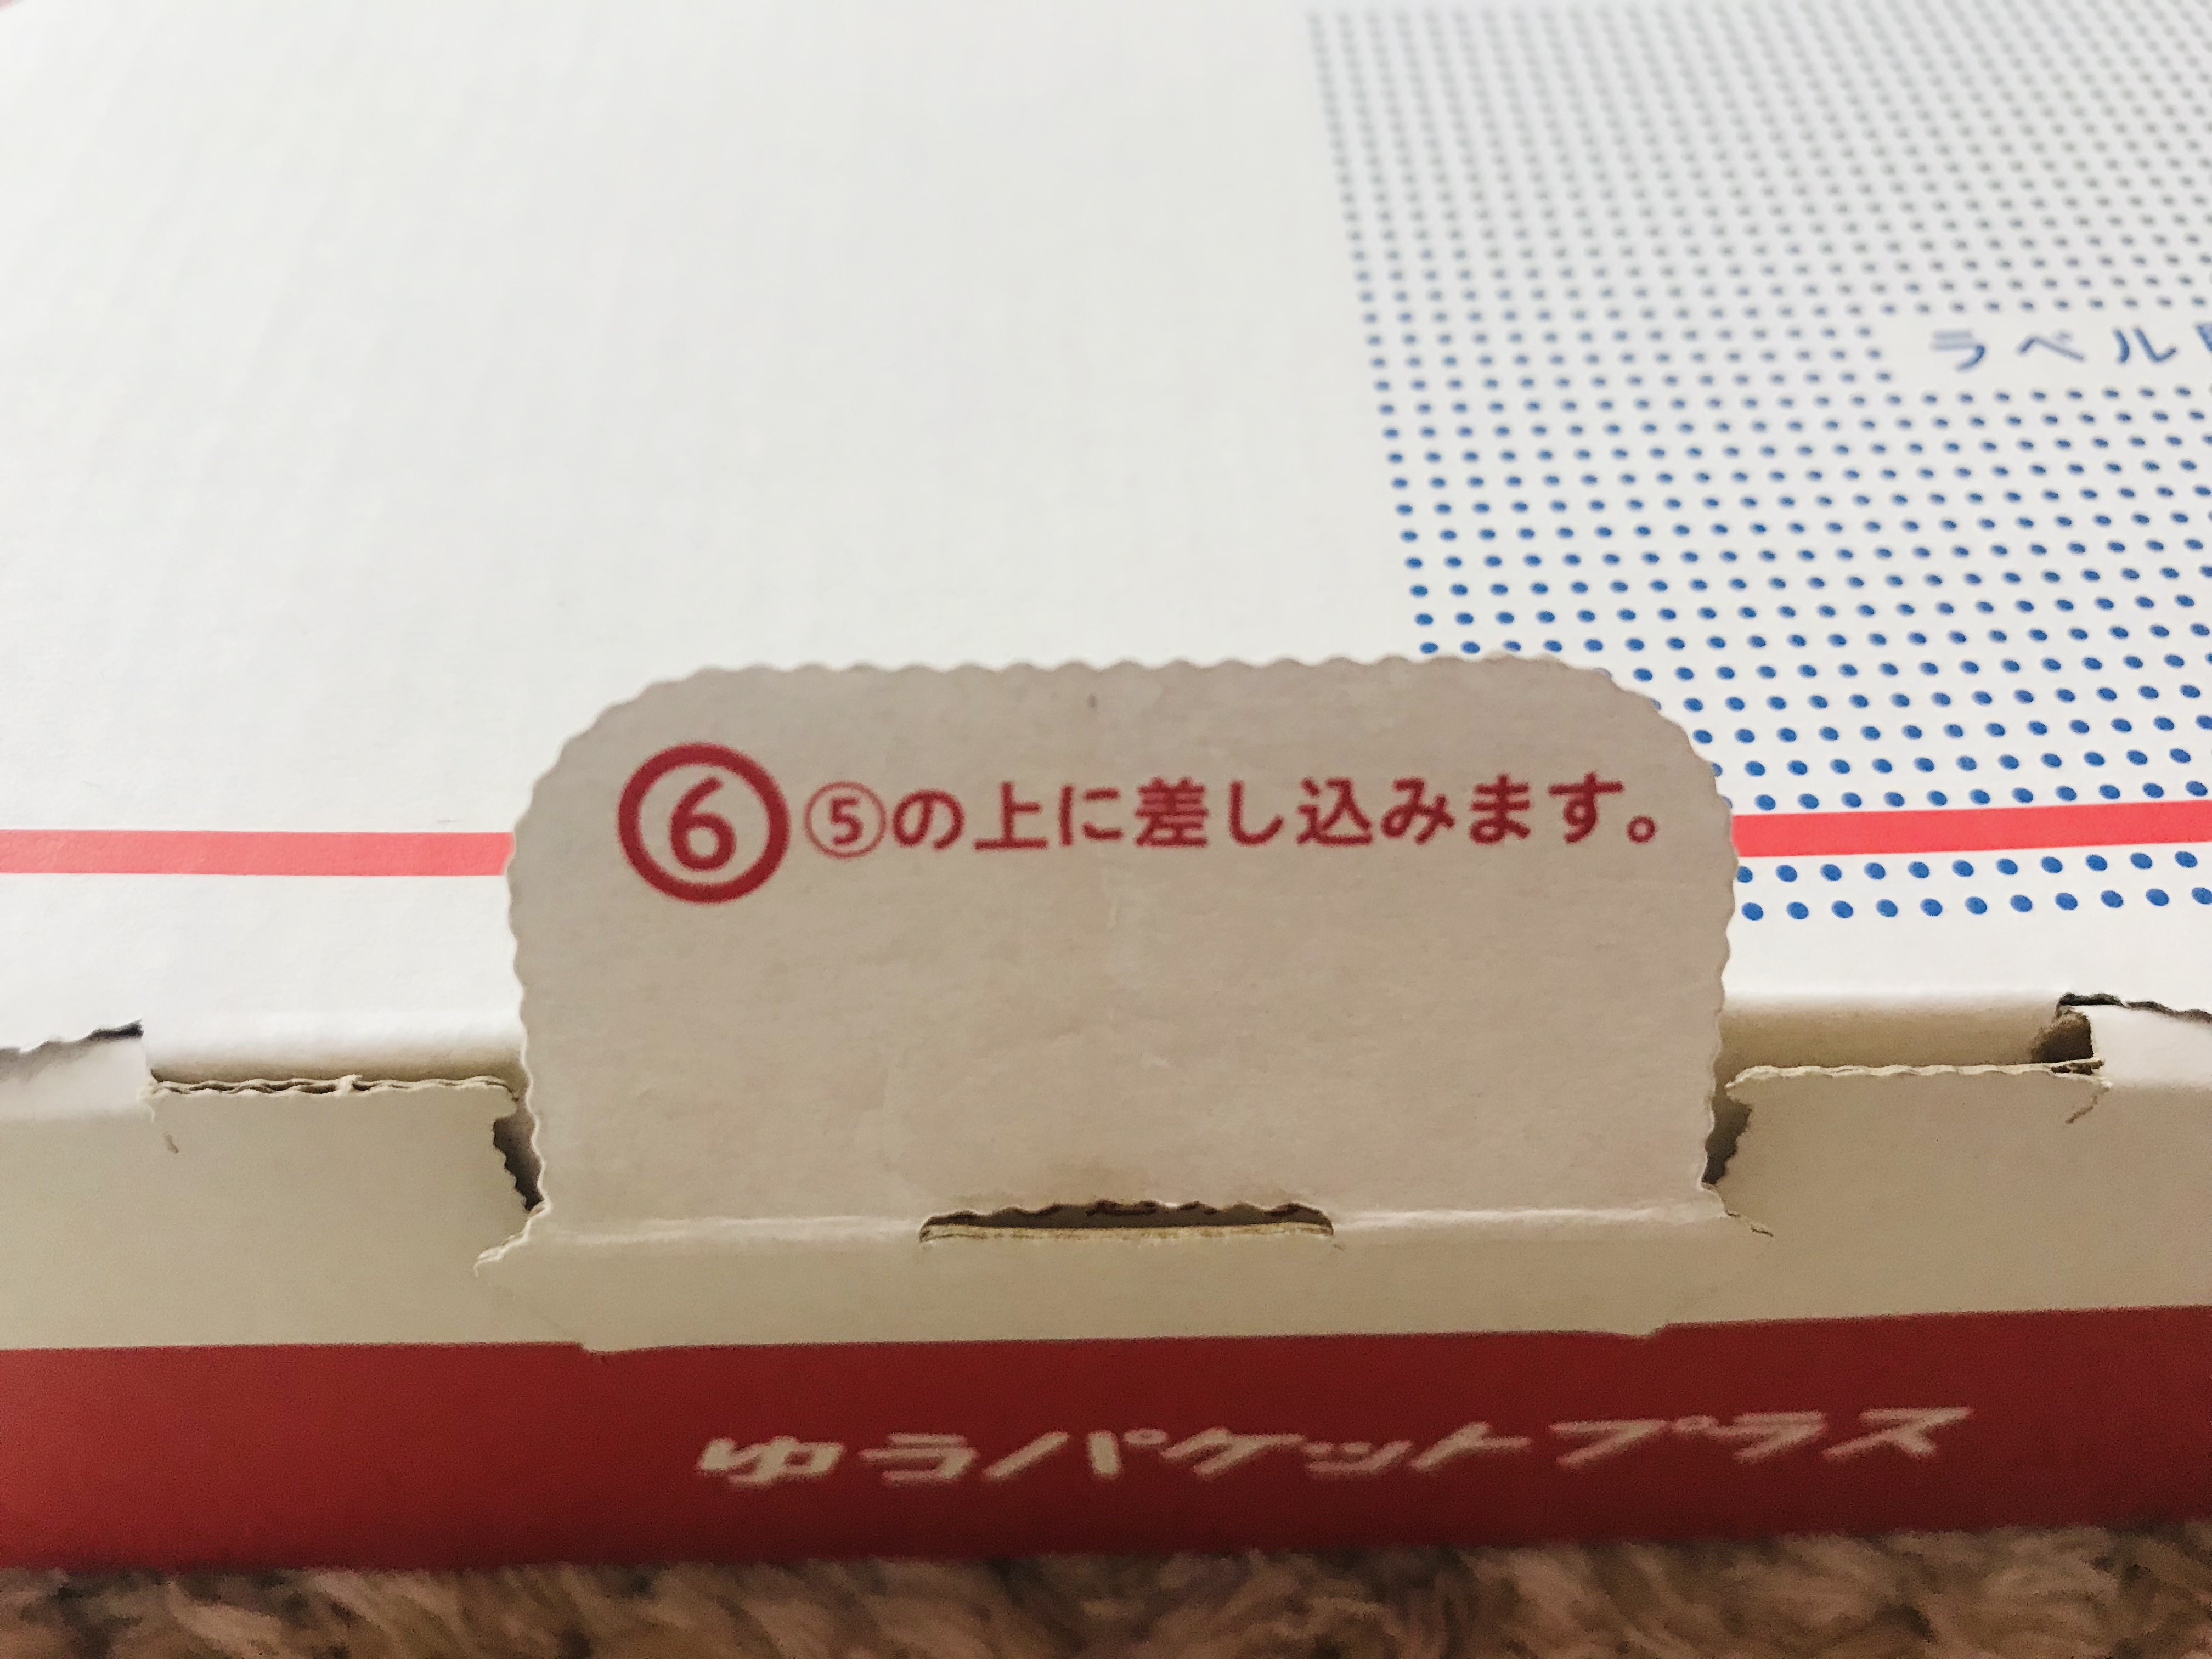 ラベル
⑥⑤の上に差し込みます。
ゆうパケットプラス